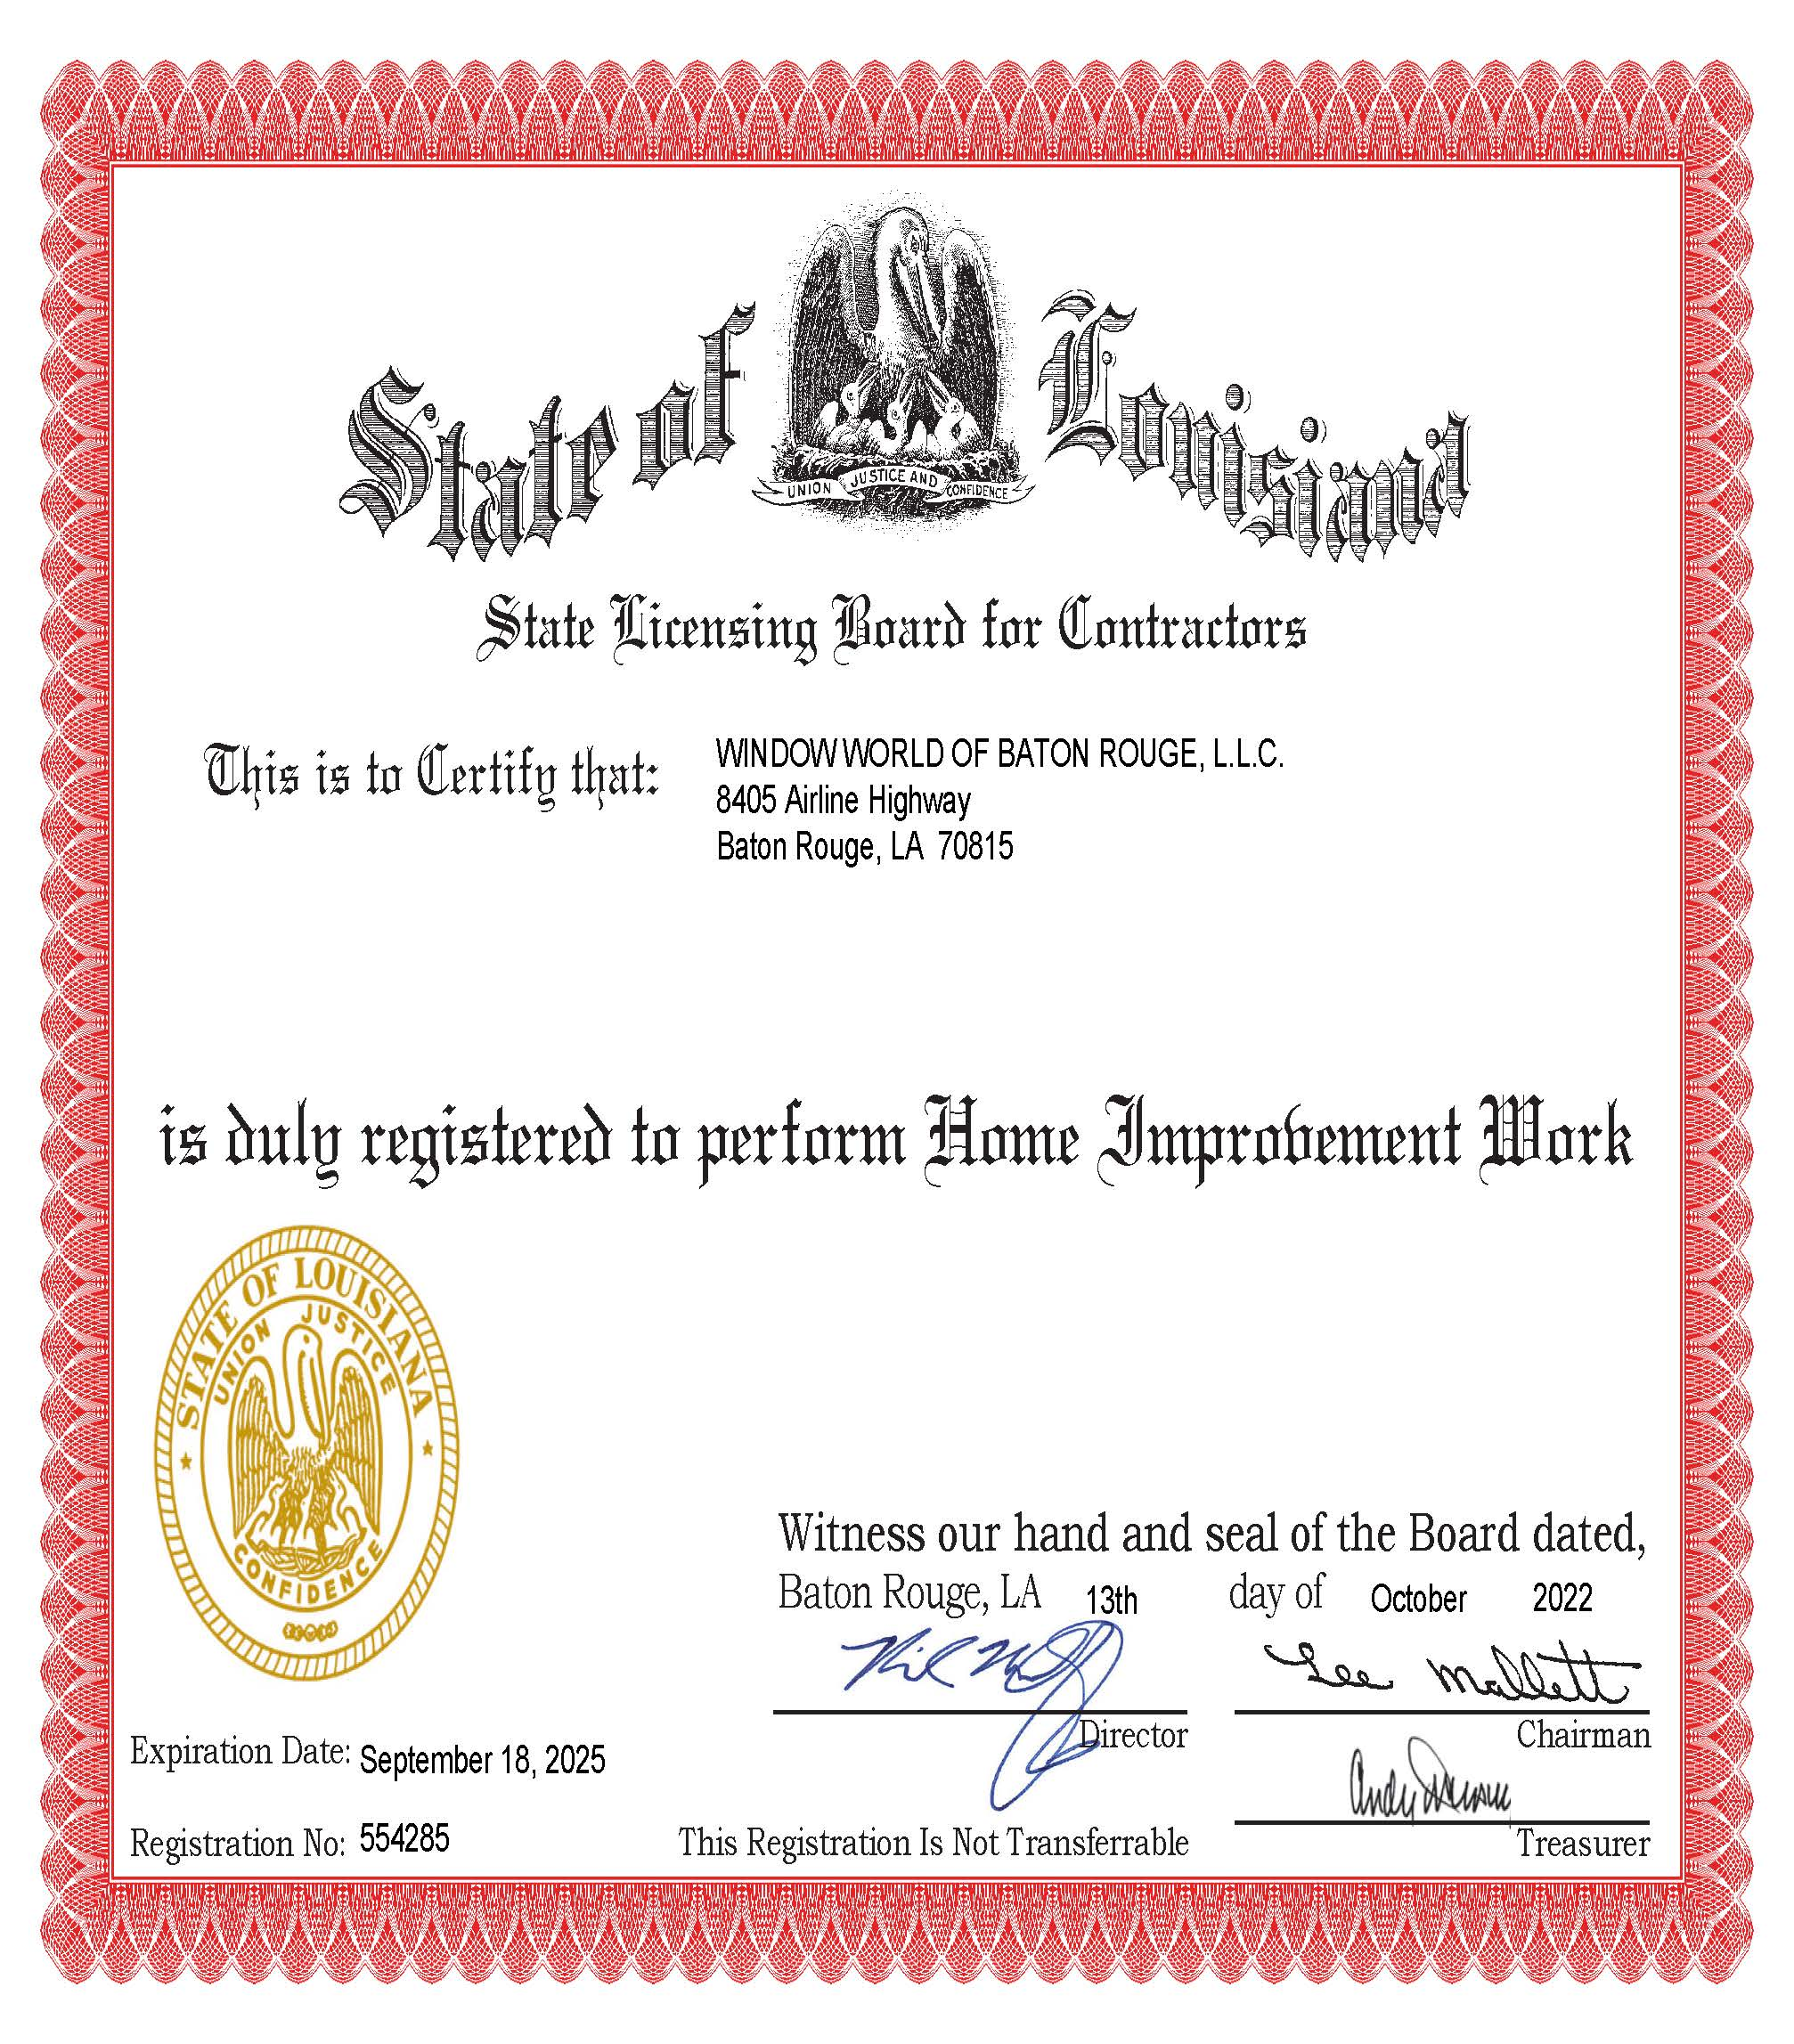 State of Louisiana
UNION JUSTICE AND CONFIDENCE
State Licensing Board for Contractors
This is to Certify that:
WINDOW WORLD OF BATON ROUGE, L.L.C.
8405 Airline Highway
Baton Rouge, LA 70815
is duly registered to perform Home Improvement Work
STATE OF LOUISIANA
UNION JUSTICE
CONFIDENCE
Witness our hand and seal of the Board dated,
Baton Rouge, LA 13th day of October 2022
Lee Mallett
Director
Chairman
Expiration Date: September 18, 2025
Andy
Registration No: 554285
This Registration Is Not Transferrable
Treasurer